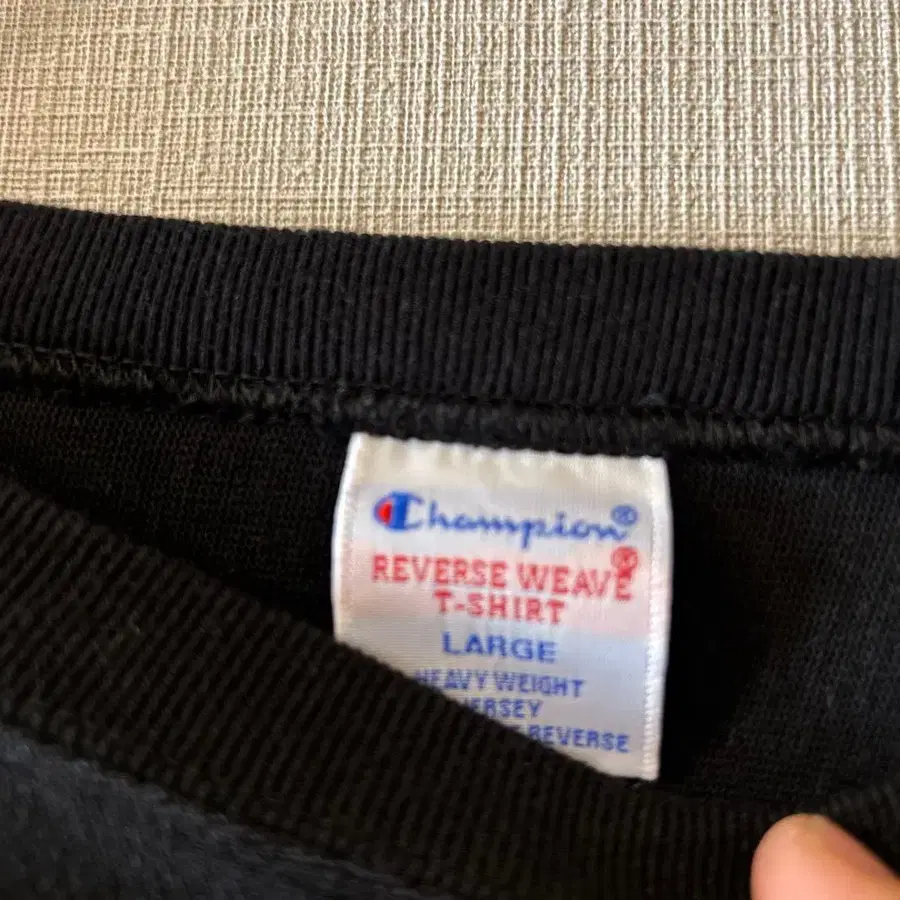 Champion®
REVERSE WEAVE®
T-SHIRT
LARGE
HEAVY WEIGHT
JERSEY
REVERSE